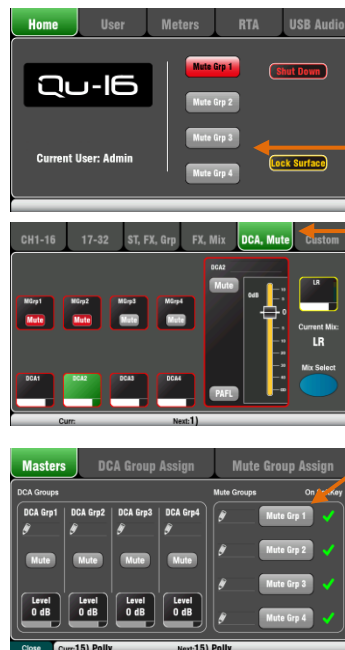 Home User Meters RTA USB Audio
Mute Grp 1
Shut Down
Qu-16
Mute Grp 2
Mute Grp 3
Current User: Admin
Lock Surface
Mute Grp 4
CH1-16 17-32 ST, FX, Grp FX, Mix DCA, Mute Custom
DCA2
Mute
LR
0dB
MGrp1 MGrp2 MGrp3 MGrp4
Mute Mute Mute Mute
0
Current Mix:
LR
Mix Select
DCA1 DCA2 DCA3 DCA4
PAFL
Curr: Next:1)
Masters DCA Group Assign Mute Group Assign
DCA Groups Mute Groups
DCA Grp1 DCA Grp2 DCA Grp3 DCA Grp4
Mute Grp 1
Mute Grp 2
Mute Mute Mute Mute
Mute Grp 3
Level Level Level Level
0 dB 0 dB 0 dB 0 dB
Mute Grp 4
Close Curr:15) Polly Next:15) Polly